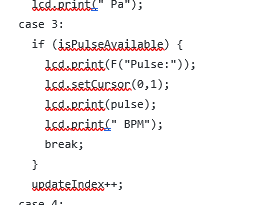 lcd.print(" Pa");
case 3:
if (isPulseAvailable) {
lcd.print(F("Pulse:"));
lcd.setCursor(0,1);
lcd.print(pulse);
lcd.print(" BPM");
break;
}
updateIndex++;
case 4: